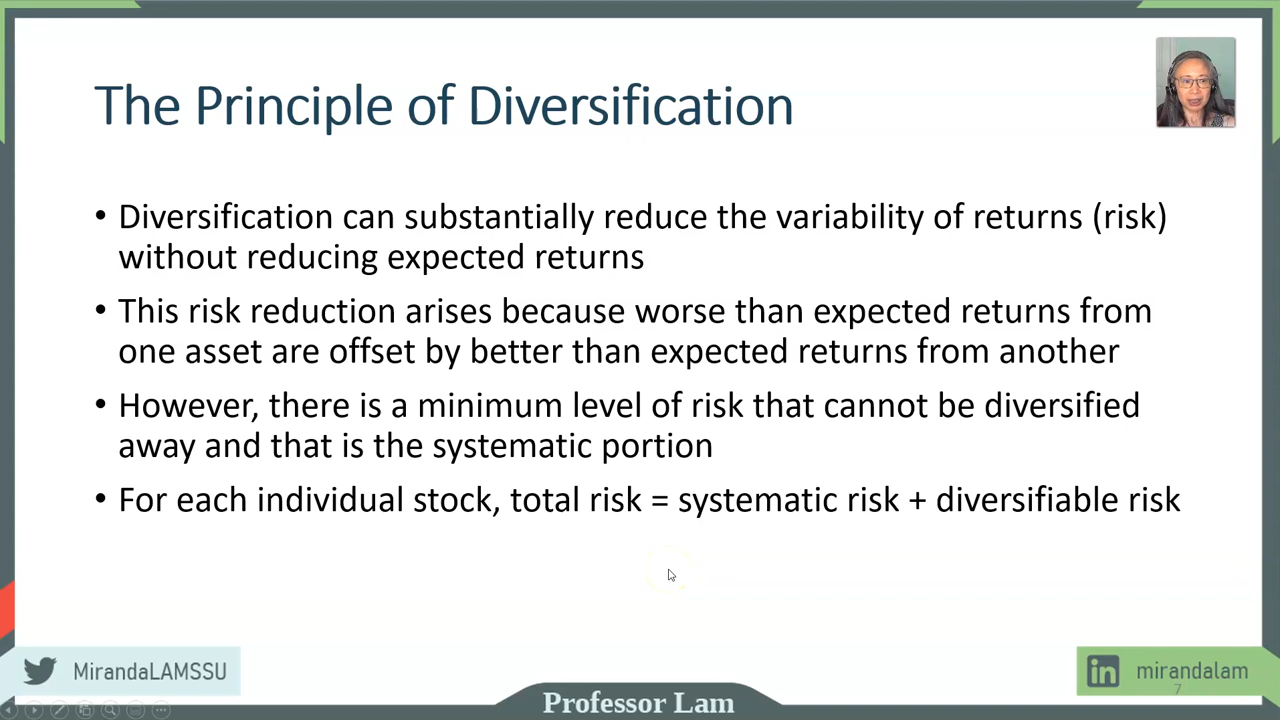 The Principle of Diversification
• Diversification can substantially reduce the variability of returns (risk)
without reducing expected returns
• This risk reduction arises because worse than expected returns from
one asset are offset by better than expected returns from another
• However, there is a minimum level of risk that cannot be diversified
away and that is the systematic portion
• For each individual stock, total risk = systematic risk + diversifiable risk
MirandaLAMSSU
Professor Lam
in mirandalam
7